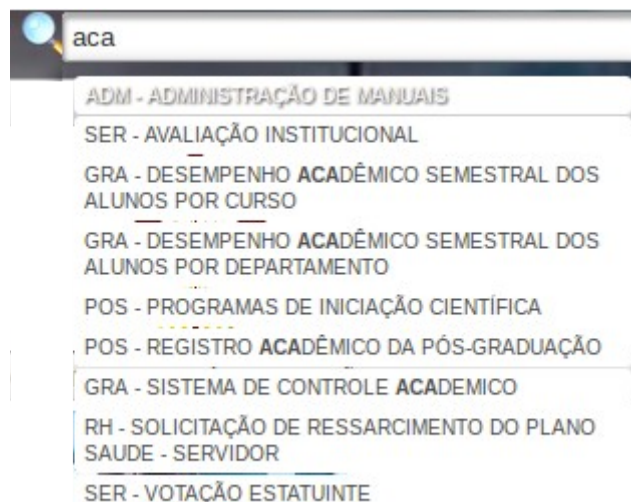 aca
ADM - ADMINISTRAÇÃO DE MANUAIS
SER - AVALIAÇÃO INSTITUCIONAL
GRA - DESEMPENHO ACADÊMICO SEMESTRAL DOS
ALUNOS POR CURSO
GRA - DESEMPENHO ACADÊMICO SEMESTRAL DOS
ALUNOS POR DEPARTAMENTO
POS - PROGRAMAS DE INICIAÇÃO CIENTÍFICA
POS - REGISTRO ACADÊMICO DA PÓS-GRADUAÇÃO
GRA - SISTEMA DE CONTROLE ACADEMICO
RH - SOLICITAÇÃO DE RESSARCIMENTO DO PLANO
SAUDE - SERVIDOR
SER - VOTAÇÃO ESTATUINTE